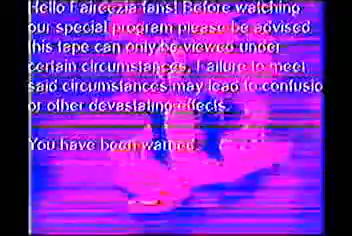 Hello Faireezia fans! Before watching
our special program please be advised
this tape can only be viewed under
certain circumstances. Failure to meet
said circumstances may lead to confusio
or other devastating effects.
You have been warned